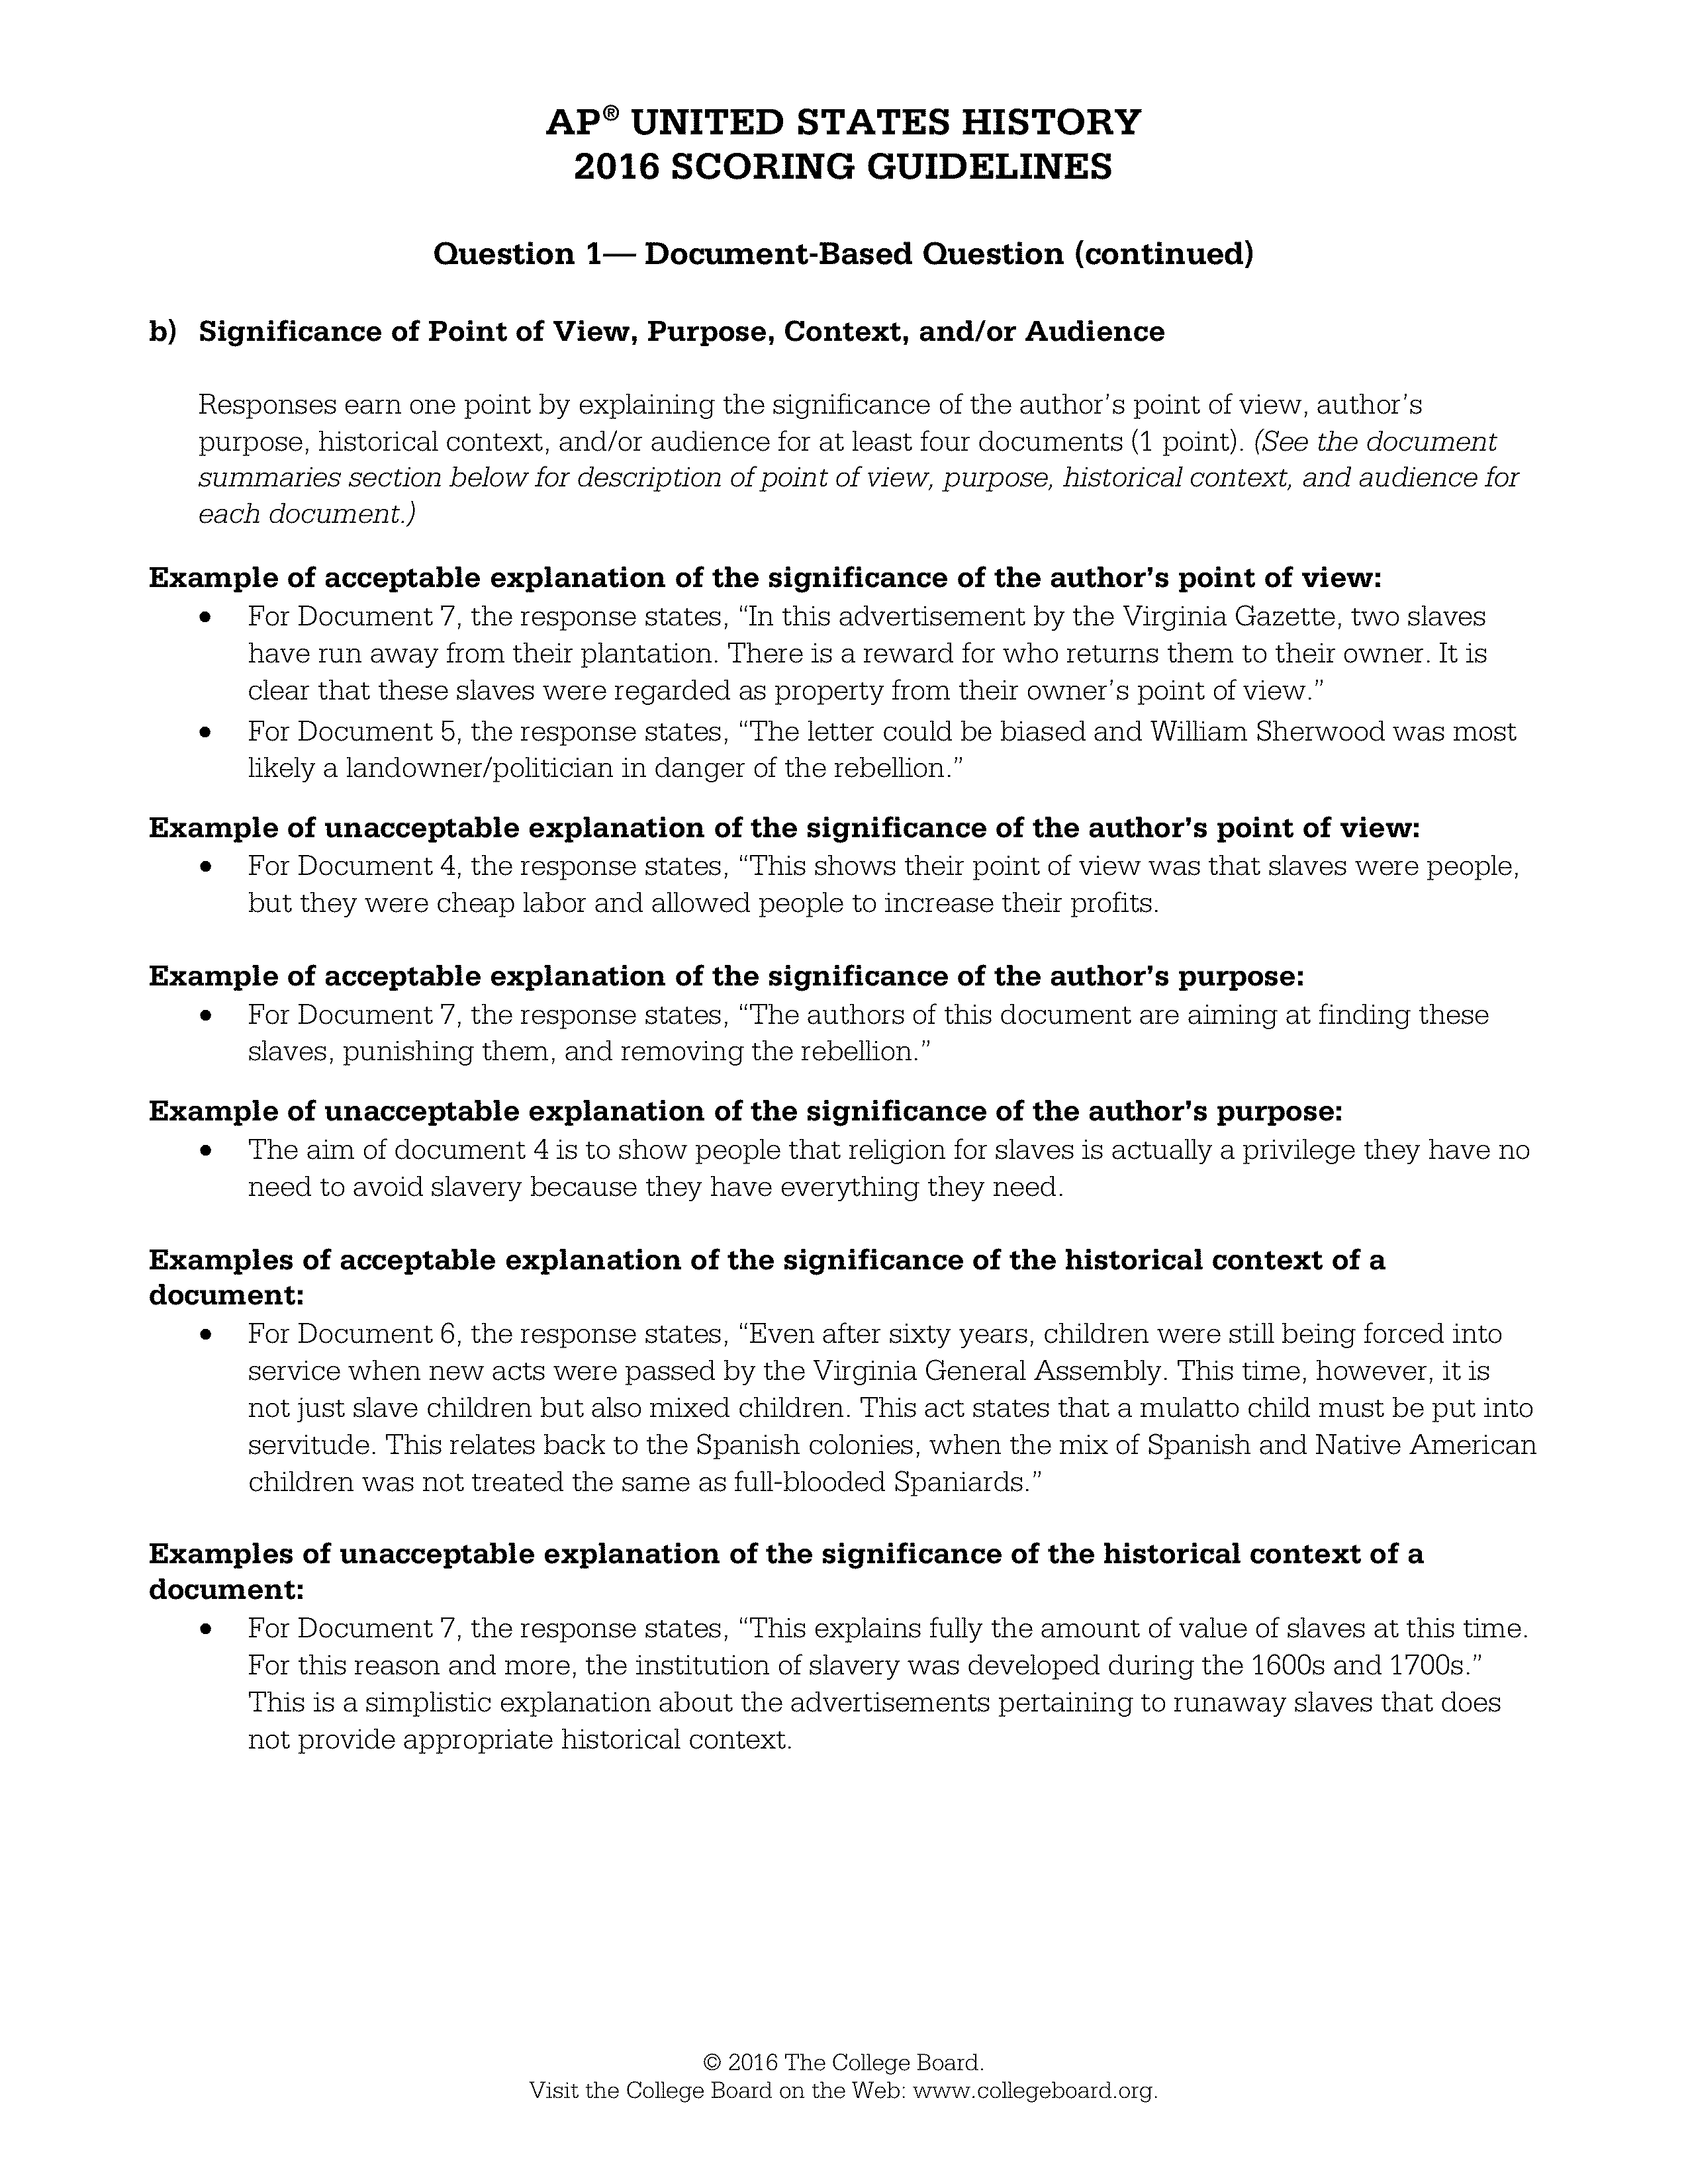 AP® UNITED STATES HISTORY
2016 SCORING GUIDELINES
Question 1— Document-Based Question (continued)
b) Significance of Point of View, Purpose, Context, and/or Audience
Responses earn one point by explaining the significance of the author’s point of view, author’s
purpose, historical context, and/or audience for at least four documents (1 point). (See the document
summaries section below for description of point of view, purpose, historical context, and audience for
each document.)
Example of acceptable explanation of the significance of the author’s point of view:
• For Document 7, the response states, “In this advertisement by the Virginia Gazette, two slaves
have run away from their plantation. There is a reward for who returns them to their owner. It is
clear that these slaves were regarded as property from their owner’s point of view.”
• For Document 5, the response states, “The letter could be biased and William Sherwood was most
likely a landowner/politician in danger of the rebellion.”
Example of unacceptable explanation of the significance of the author’s point of view:
• For Document 4, the response states, “This shows their point of view was that slaves were people,
but they were cheap labor and allowed people to increase their profits.
Example of acceptable explanation of the significance of the author’s purpose:
• For Document 7, the response states, “The authors of this document are aiming at finding these
slaves, punishing them, and removing the rebellion.”
Example of unacceptable explanation of the significance of the author’s purpose:
• The aim of document 4 is to show people that religion for slaves is actually a privilege they have no
need to avoid slavery because they have everything they need.
Examples of acceptable explanation of the significance of the historical context of a
document:
• For Document 6, the response states, “Even after sixty years, children were still being forced into
service when new acts were passed by the Virginia General Assembly. This time, however, it is
not just slave children but also mixed children. This act states that a mulatto child must be put into
servitude. This relates back to the Spanish colonies, when the mix of Spanish and Native American
children was not treated the same as full-blooded Spaniards.”
Examples of unacceptable explanation of the significance of the historical context of a
document:
• For Document 7, the response states, “This explains fully the amount of value of slaves at this time.
For this reason and more, the institution of slavery was developed during the 1600s and 1700s.”
This is a simplistic explanation about the advertisements pertaining to runaway slaves that does
not provide appropriate historical context.
© 2016 The College Board.
Visit the College Board on the Web: www.collegeboard.org.